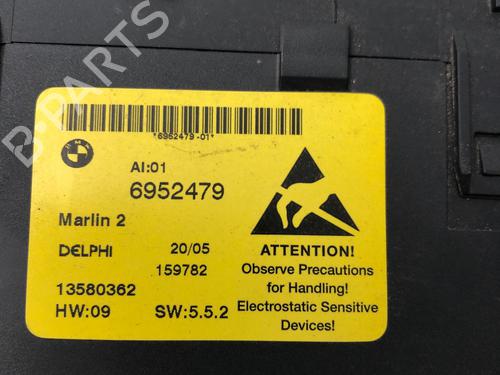 *6952479-01*
BMW
AI:01
6952479
Marlin 2
DELPHI 20/05
159782
13580362
HW:09 SW:5.5.2
ATTENTION!
Observe Precautions
for Handling!
Electrostatic Sensitive
Devices!
B-PARTS